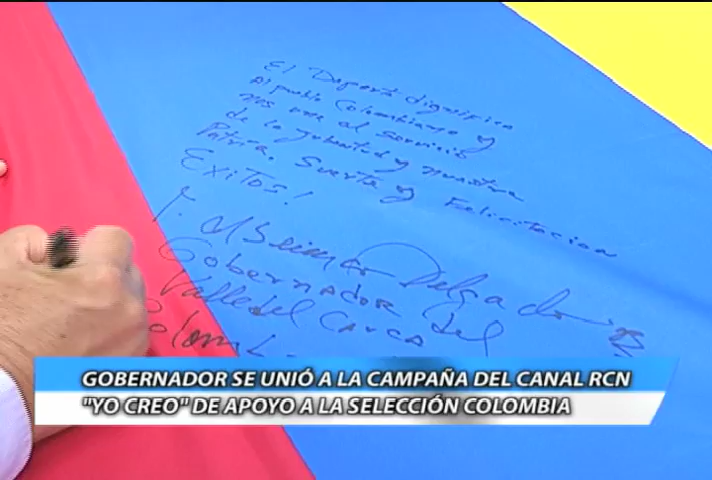 El Deporte dignifica
al pueblo Colombiano y
nos une al servicio
de la juventud y nuestra
Patria. Suerte y Felicitacion
Exitos!
Delgado
Gobernador del
Valle del Cauca
GOBERNADOR SE UNIÓ A LA CAMPAÑA DEL CANAL RCN
"YO CREO" DE APOYO A LA SELECCIÓN COLOMBIA